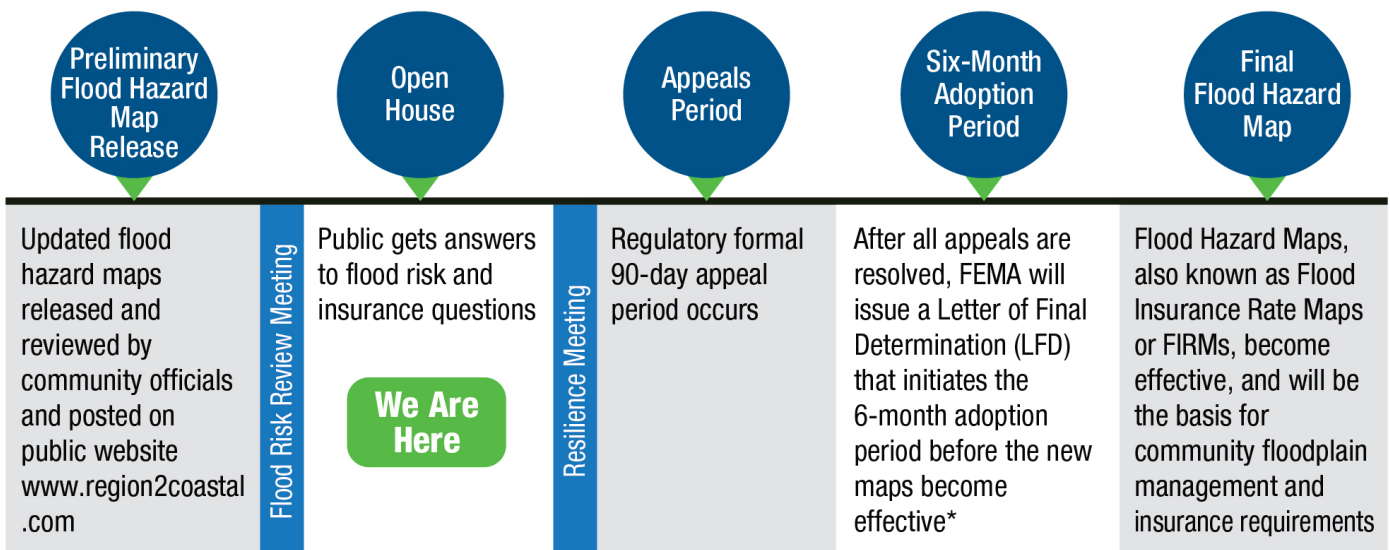 Preliminary
Flood Hazard
Map
Release
Open
House
Appeals
Period
Six-Month
Adoption
Period
Final
Flood Hazard
Map
Updated flood
hazard maps
released and
reviewed by
community officials
and posted on
public website
www.region2coastal
.com
Flood Risk Review Meeting
Public gets answers
to flood risk and
insurance questions
We Are
Here
Resilience Meeting
Regulatory formal
90-day appeal
period occurs
After all appeals are
resolved, FEMA will
issue a Letter of Final
Determination (LFD)
that initiates the
6-month adoption
period before the new
maps become
effective*
Flood Hazard Maps,
also known as Flood
Insurance Rate Maps
or FIRMs, become
effective, and will be
the basis for
community floodplain
management and
insurance requirements